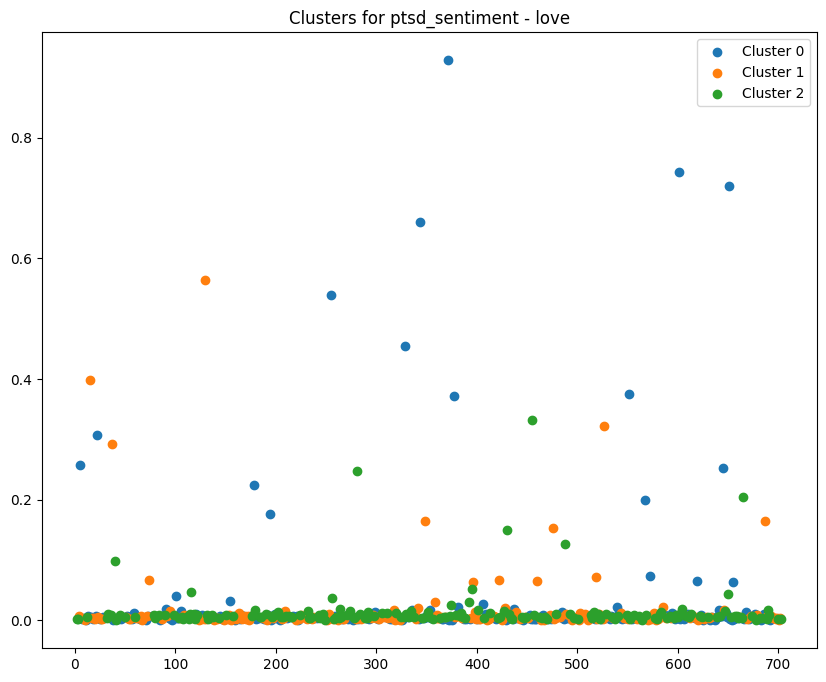 Clusters for ptsd_sentiment - love
Cluster 0
Cluster 1
Cluster 2
0.8
0.6
0.4
0.2
0.0
0 100 200 300 400 500 600 700